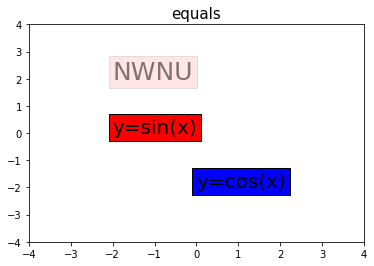 equals
4
3
2
1
0
−1
−2
−3
−4
NWNU
y=sin(x)
y=cos(x)
−4 −3 −2 −1 0 1 2 3 4